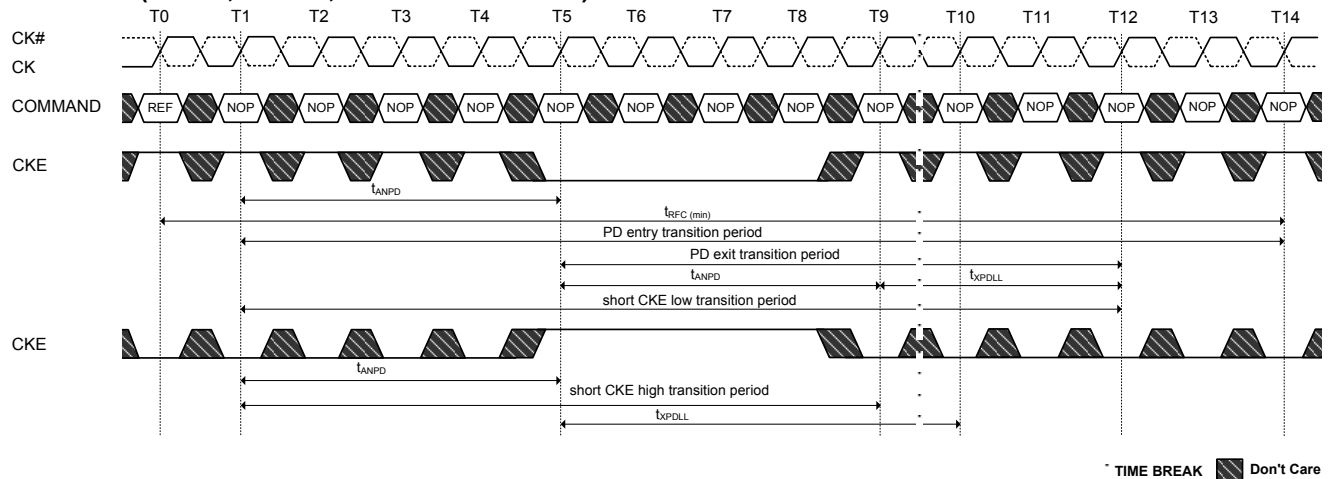 T0 T1 T2 T3 T4 T5 T6 T7 T8 T9 T10 T11 T12 T13 T14
CK#
CK
COMMAND REF NOP NOP NOP NOP NOP NOP NOP NOP NOP NOP NOP NOP NOP NOP
CKE
tANPD
tRFC (min)
PD entry transition period
PD exit transition period
tANPD tXPDLL
short CKE low transition period
CKE
tANPD
short CKE high transition period
tXPDLL
TIME BREAK Don't Care